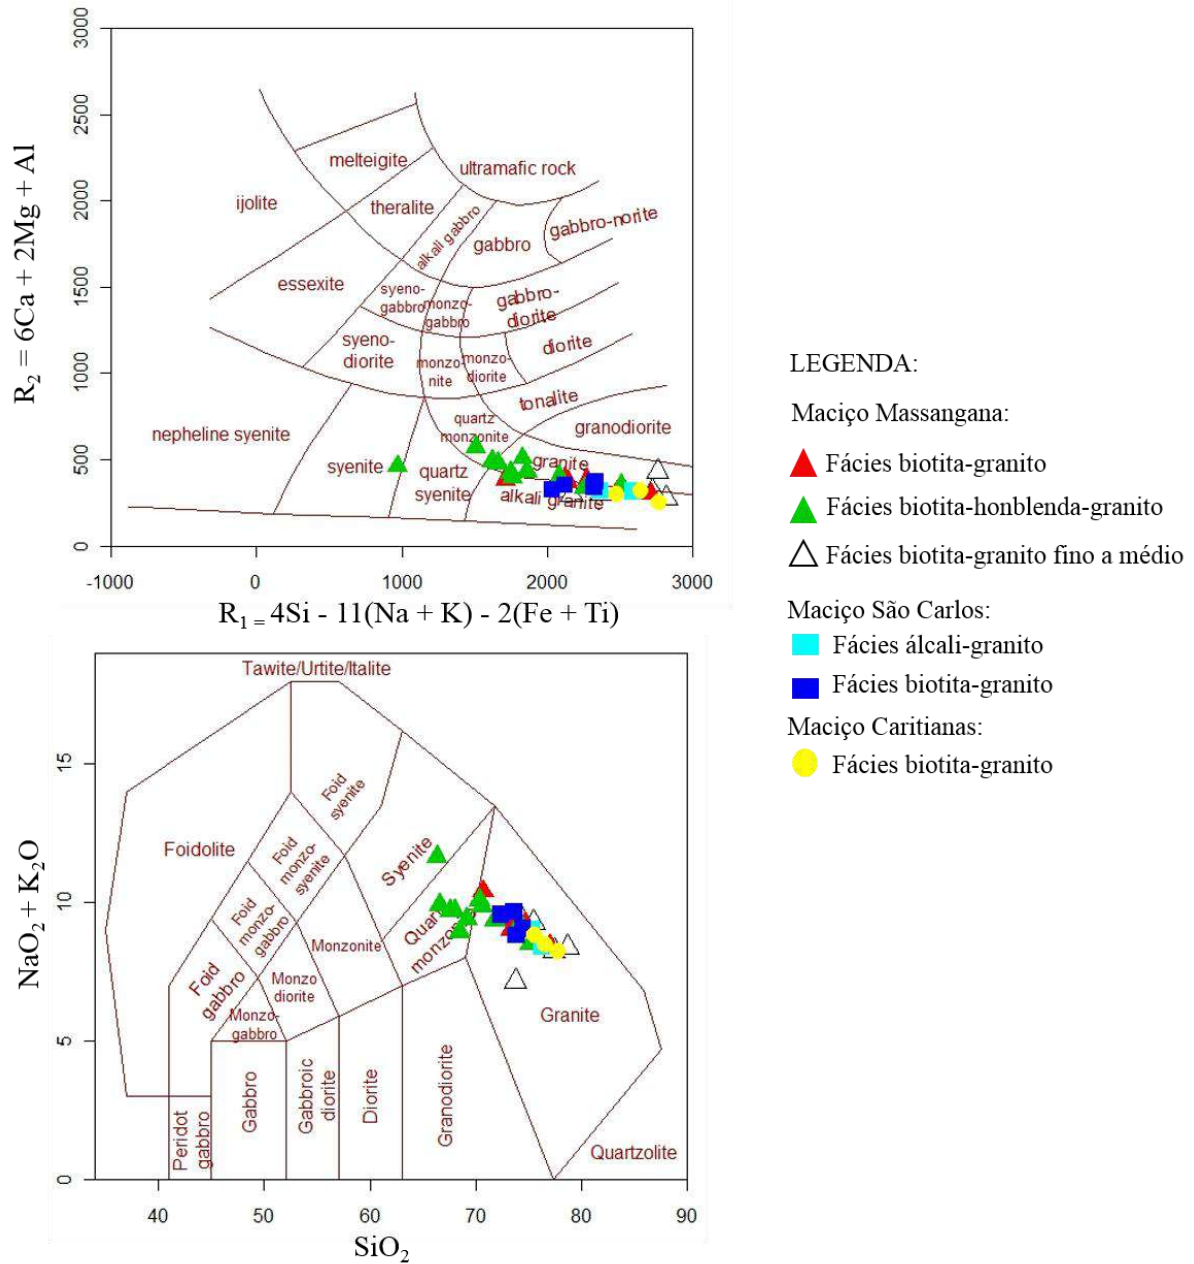 3000
2500
2000
1500
1000
500
0
R2 = 6Ca + 2Mg + Al
melteigite
ultramafic rock
ijolite
theralite
alkali gabbro
gabbro
gabbro-norite
essexite
syeno-
gabbro
monzo-
gabbro
gabbro-
diorite
syeno-
diorite
monzo-
nite
monzo-
diorite
diorite
tonalite
nepheline syenite
quartz
monzonite
granodiorite
syenite
quartz
syenite
granite
alkali granite
-1000 0 1000 2000 3000
R1 = 4Si - 11(Na + K) - 2(Fe + Ti)
LEGENDA:
Maciço Massangana:
Fácies biotita-granito
Fácies biotita-honblenda-granito
Fácies biotita-granito fino a médio
Maciço São Carlos:
Fácies álcali-granito
Fácies biotita-granito
Maciço Caritianas:
Fácies biotita-granito
Tawite/Urtite/Italite
15
10
5
0
NaO2 + K2O
Foid
syenite
Foidolite
Foid
monzo-
syenite
Syenite
Foid
monzo-
gabbro
Monzonite
Quar
monzo
Foid
gabbro
Monzo
diorite
Monzo-
gabbro
Granite
Peridot
gabbro
Gabbro
Gabbroic
diorite
Diorite
Granodiorite
Quartzolite
40 50 60 70 80 90
SiO2